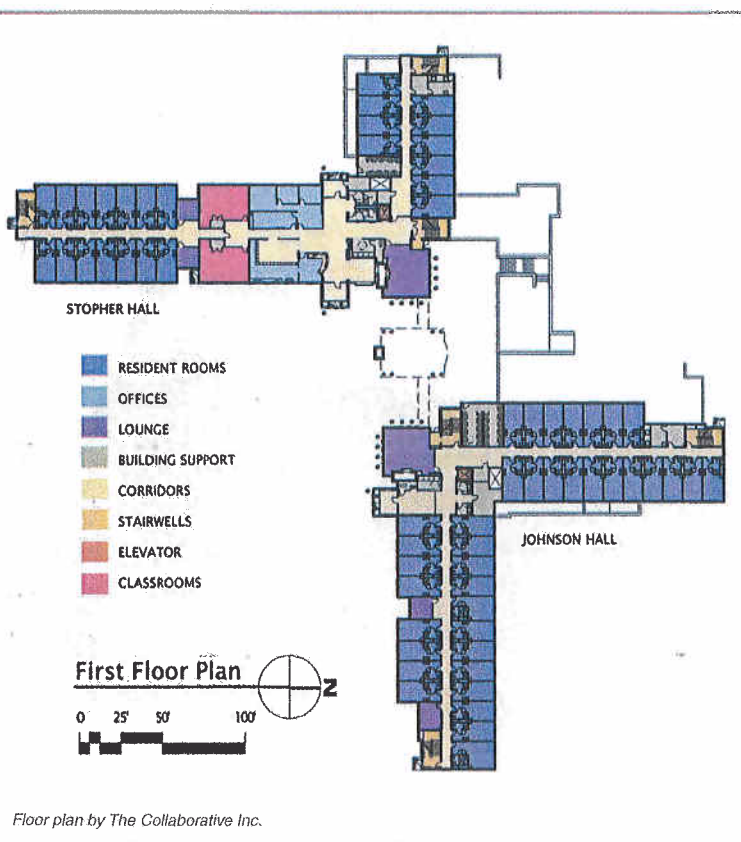 STOPHER HALL
RESIDENT ROOMS
OFFICES
LOUNGE
BUILDING SUPPORT
CORRIDORS
STAIRWELLS
ELEVATOR
CLASSROOMS
JOHNSON HALL
First Floor Plan
N
0 25' 50' 100'
Floor plan by The Collaborative Inc.